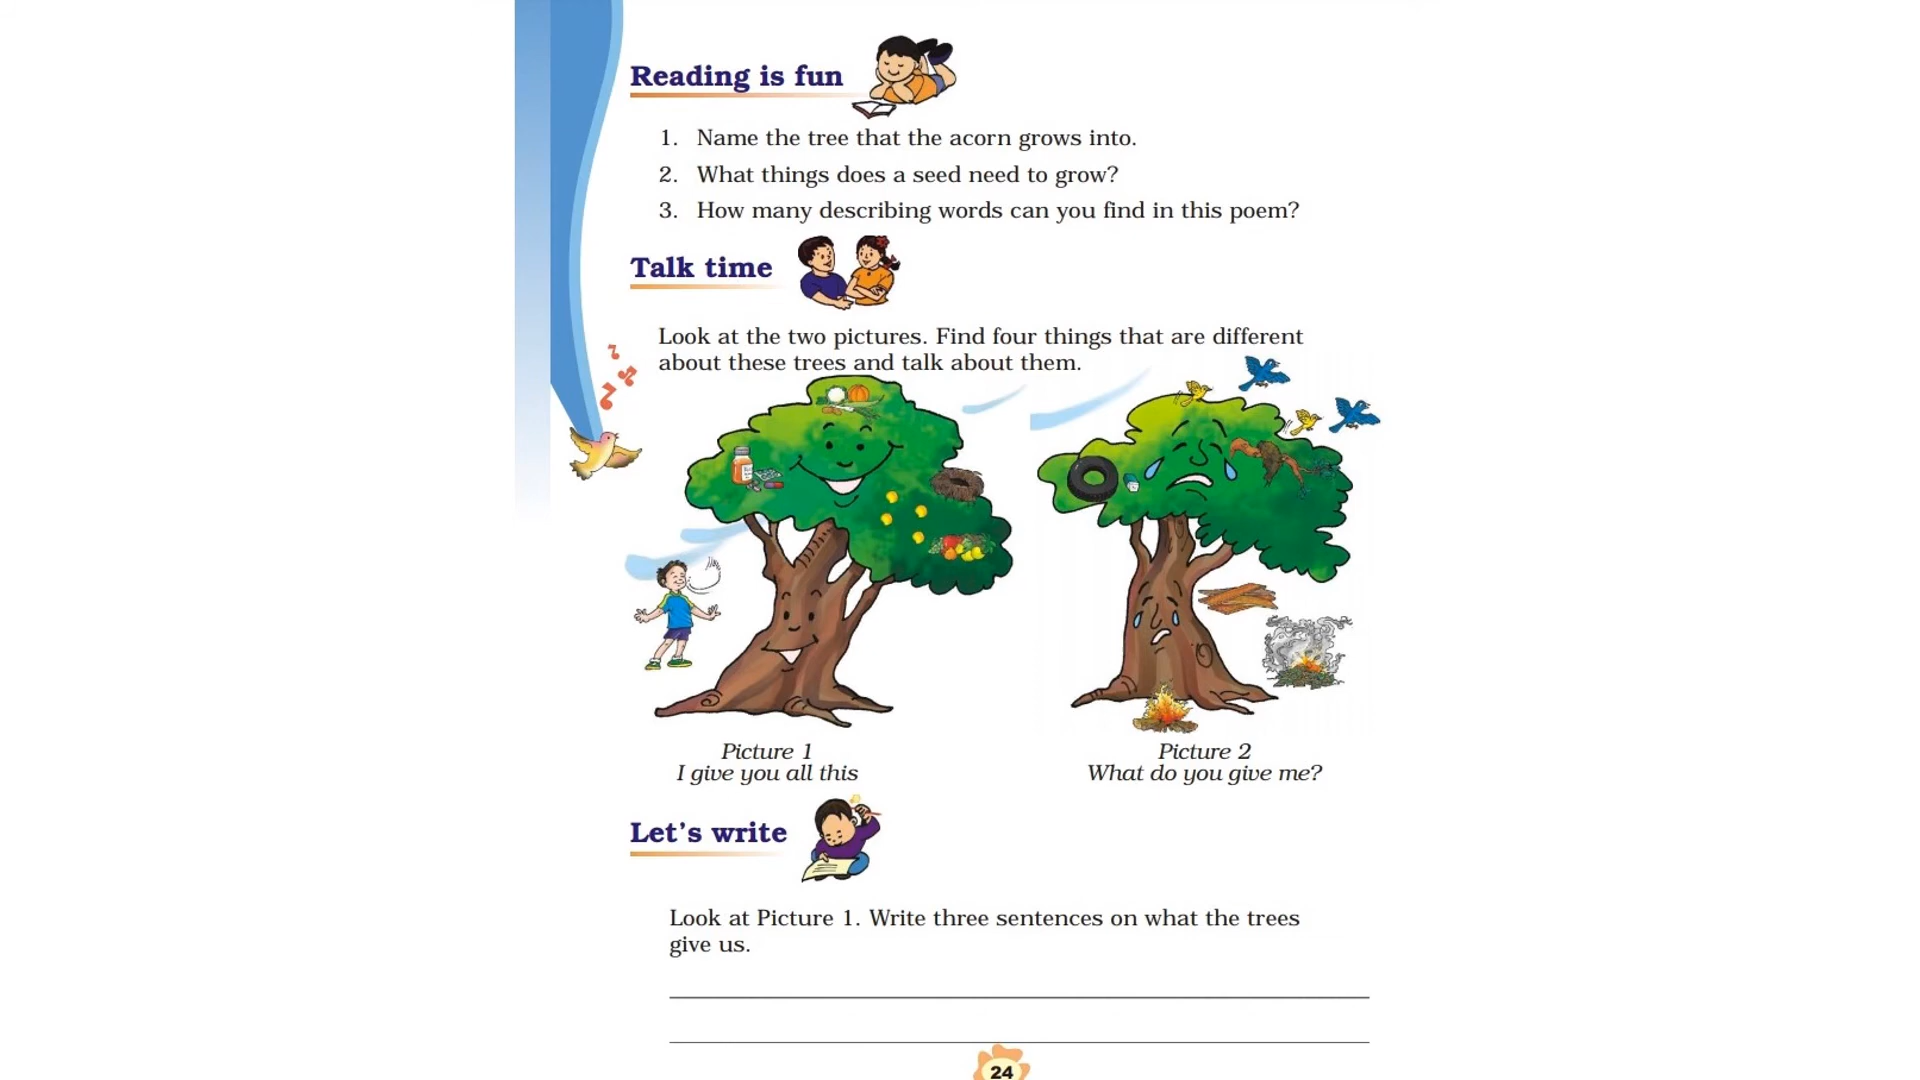 Reading is fun
1. Name the tree that the acorn grows into.
2. What things does a seed need to grow?
3. How many describing words can you find in this poem?
Talk time
Look at the two pictures. Find four things that are different
about these trees and talk about them.
Picture 1
I give you all this
Picture 2
What do you give me?
Let's write
Look at Picture 1. Write three sentences on what the trees
give us.
24